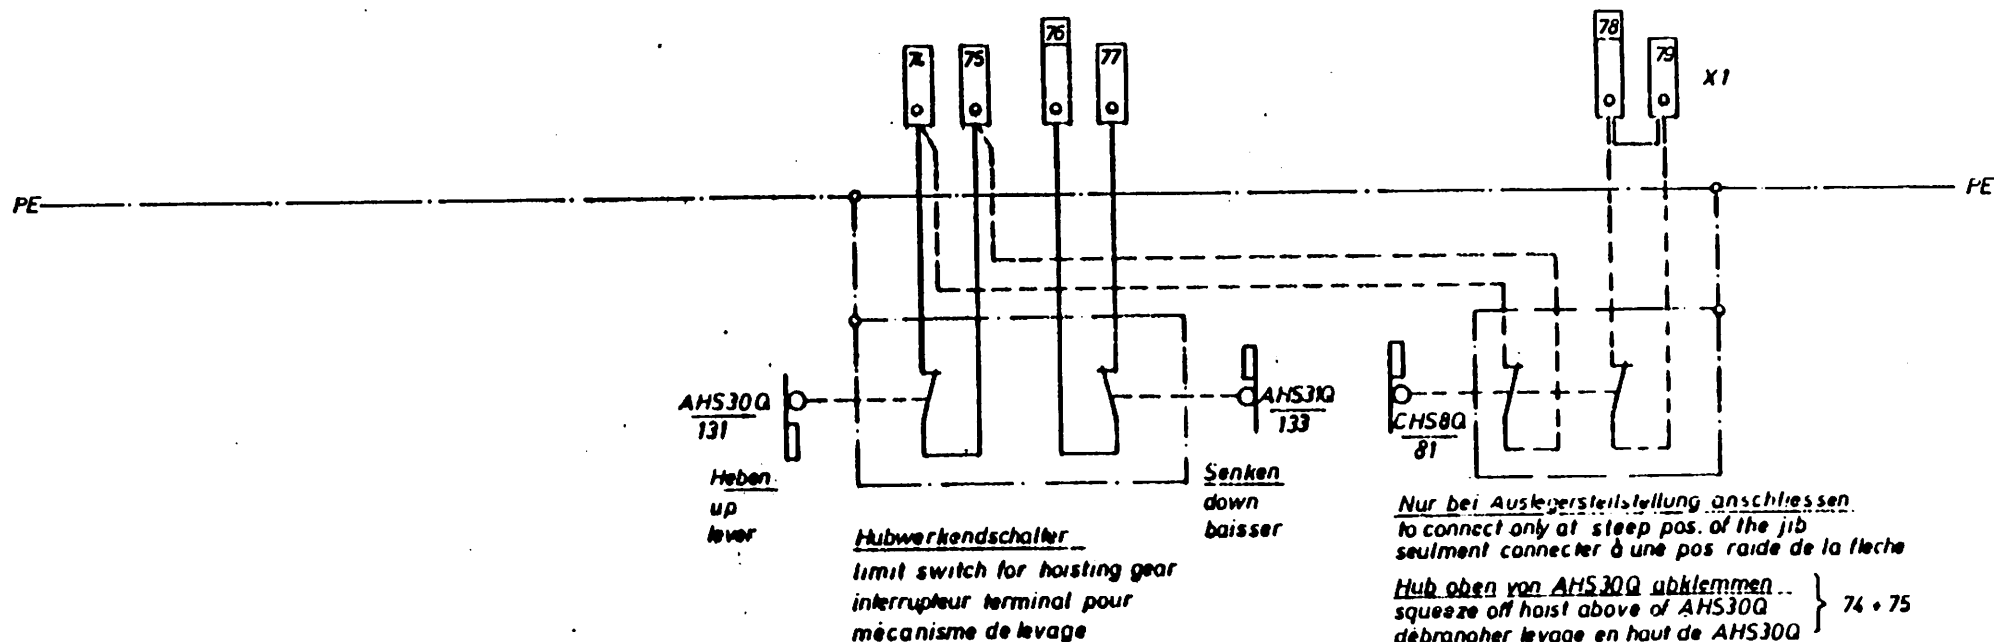 74 75 76 77 78 79 X1
PE PE
AHS30Q
131
AHS31Q
133
CHS8Q
81
Heben
up
lever
Senken
down
baisser
Hubwerkendschalter
limit switch for hoisting gear
interrupteur terminal pour
mécanisme de levage
Nur bei Auslegersteilstellung anschliessen
to connect only at steep pos. of the jib
seulment connecter à une pos raide de la fleche
Hub oben von AHS30Q abklemmen
squeeze off hoist above of AHS30Q
débrancher levage en haut de AHS30Q
74 + 75